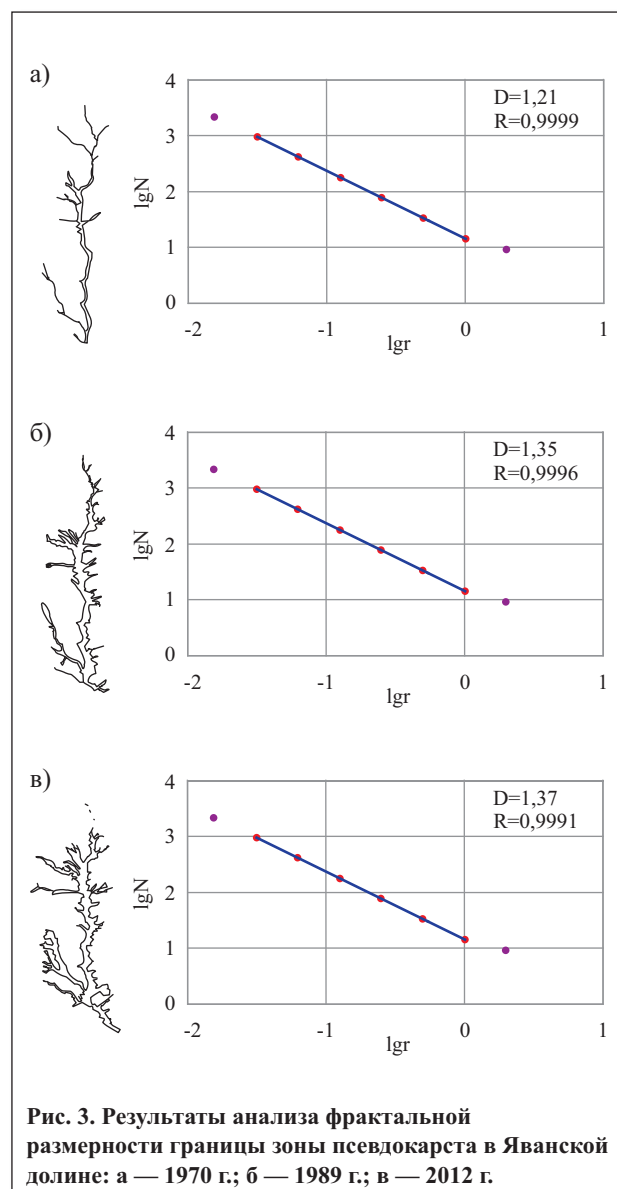 а)
4
3
2
1
0
lgN
D=1,21
R=0,9999
-2
-1
0
1
lgr
б)
4
3
2
1
0
lgN
D=1,35
R=0,9996
-2
-1
0
1
lgr
в)
4
3
2
1
0
lgN
D=1,37
R=0,9991
-2
-1
0
1
lgr
Рис. 3. Результаты анализа фрактальной
размерности границы зоны псевдокарста в Яванской
долине: а — 1970 г.; б — 1989 г.; в — 2012 г.